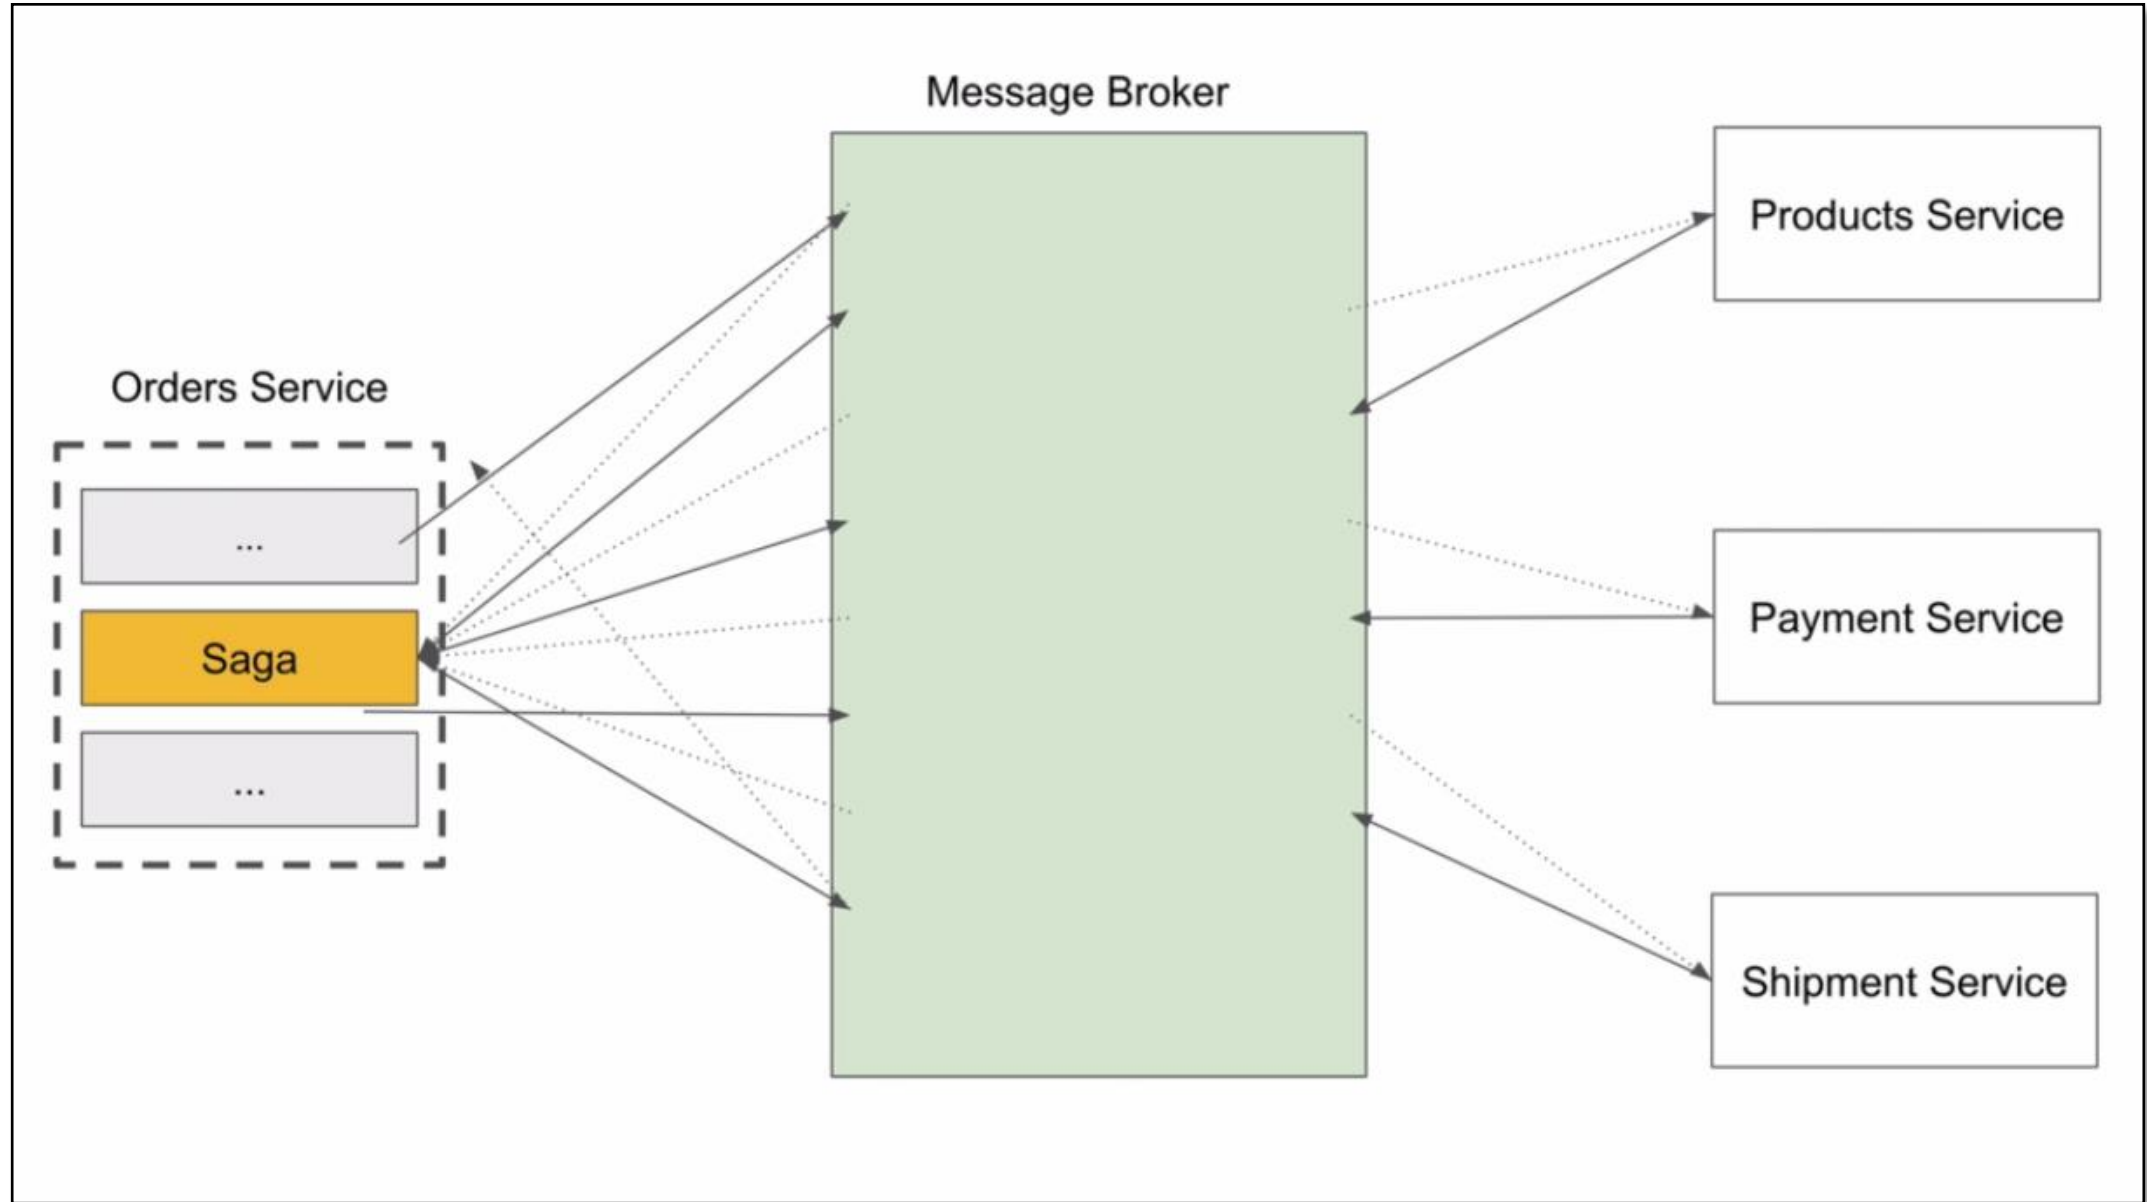 Message Broker
Products Service
Orders Service
...
Saga
Payment Service
...
Shipment Service